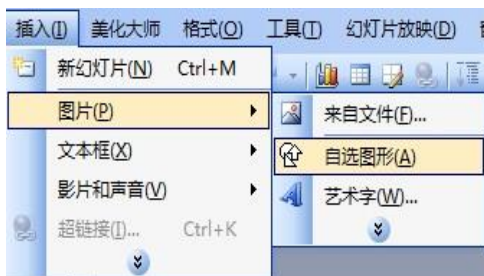 插入(I) 美化大师 格式(O) 工具(T) 幻灯片放映(D)
新幻灯片(N) Ctrl+M
图片(P)
来自文件(F)...
文本框(X)
自选图形(A)
影片和声音(V)
艺术字(W)...
超链接(I)... Ctrl+K